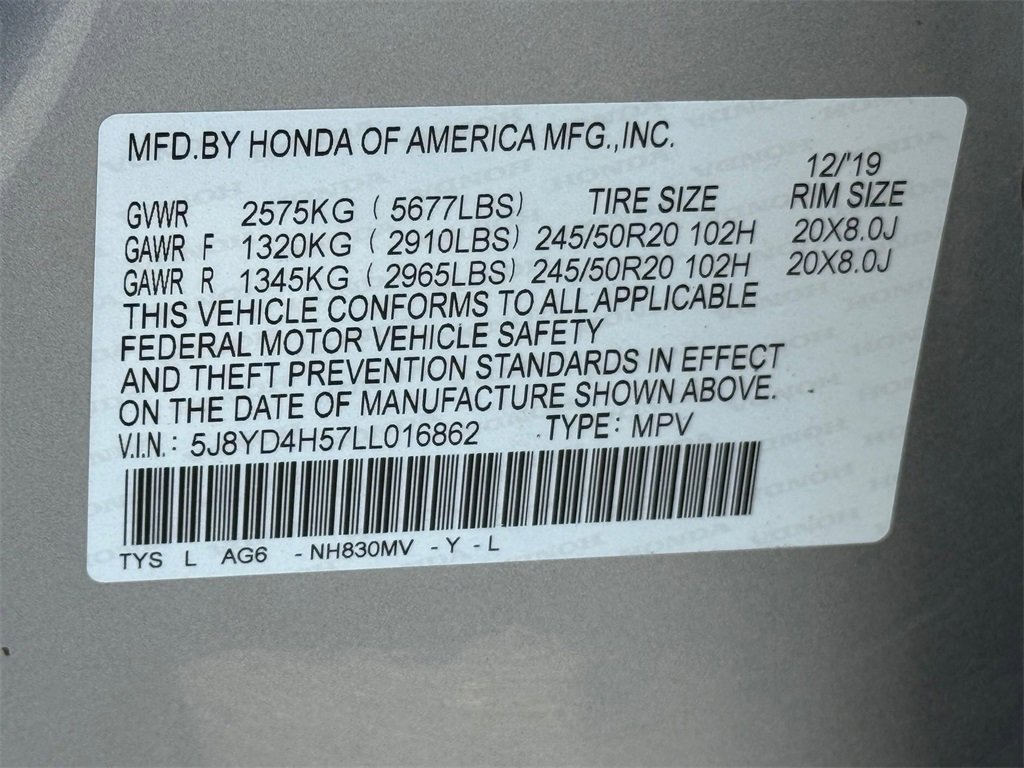 MFD.BY HONDA OF AMERICA MFG.,INC.
12/'19
GVWR 2575KG ( 5677LBS) TIRE SIZE RIM SIZE
GAWR F 1320KG ( 2910LBS) 245/50R20 102H 20X8.0J
GAWR R 1345KG ( 2965LBS) 245/50R20 102H 20X8.0J
THIS VEHICLE CONFORMS TO ALL APPLICABLE
FEDERAL MOTOR VEHICLE SAFETY
AND THEFT PREVENTION STANDARDS IN EFFECT
ON THE DATE OF MANUFACTURE SHOWN ABOVE.
V.I.N.: 5J8YD4H57LL016862 TYPE: MPV
TYS L AG6 - NH830MV - Y - L